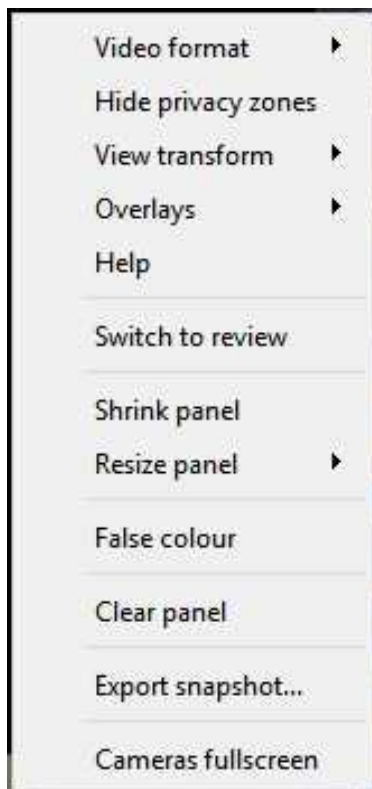 Video format
Hide privacy zones
View transform
Overlays
Help
Switch to review
Shrink panel
Resize panel
False colour
Clear panel
Export snapshot...
Cameras fullscreen